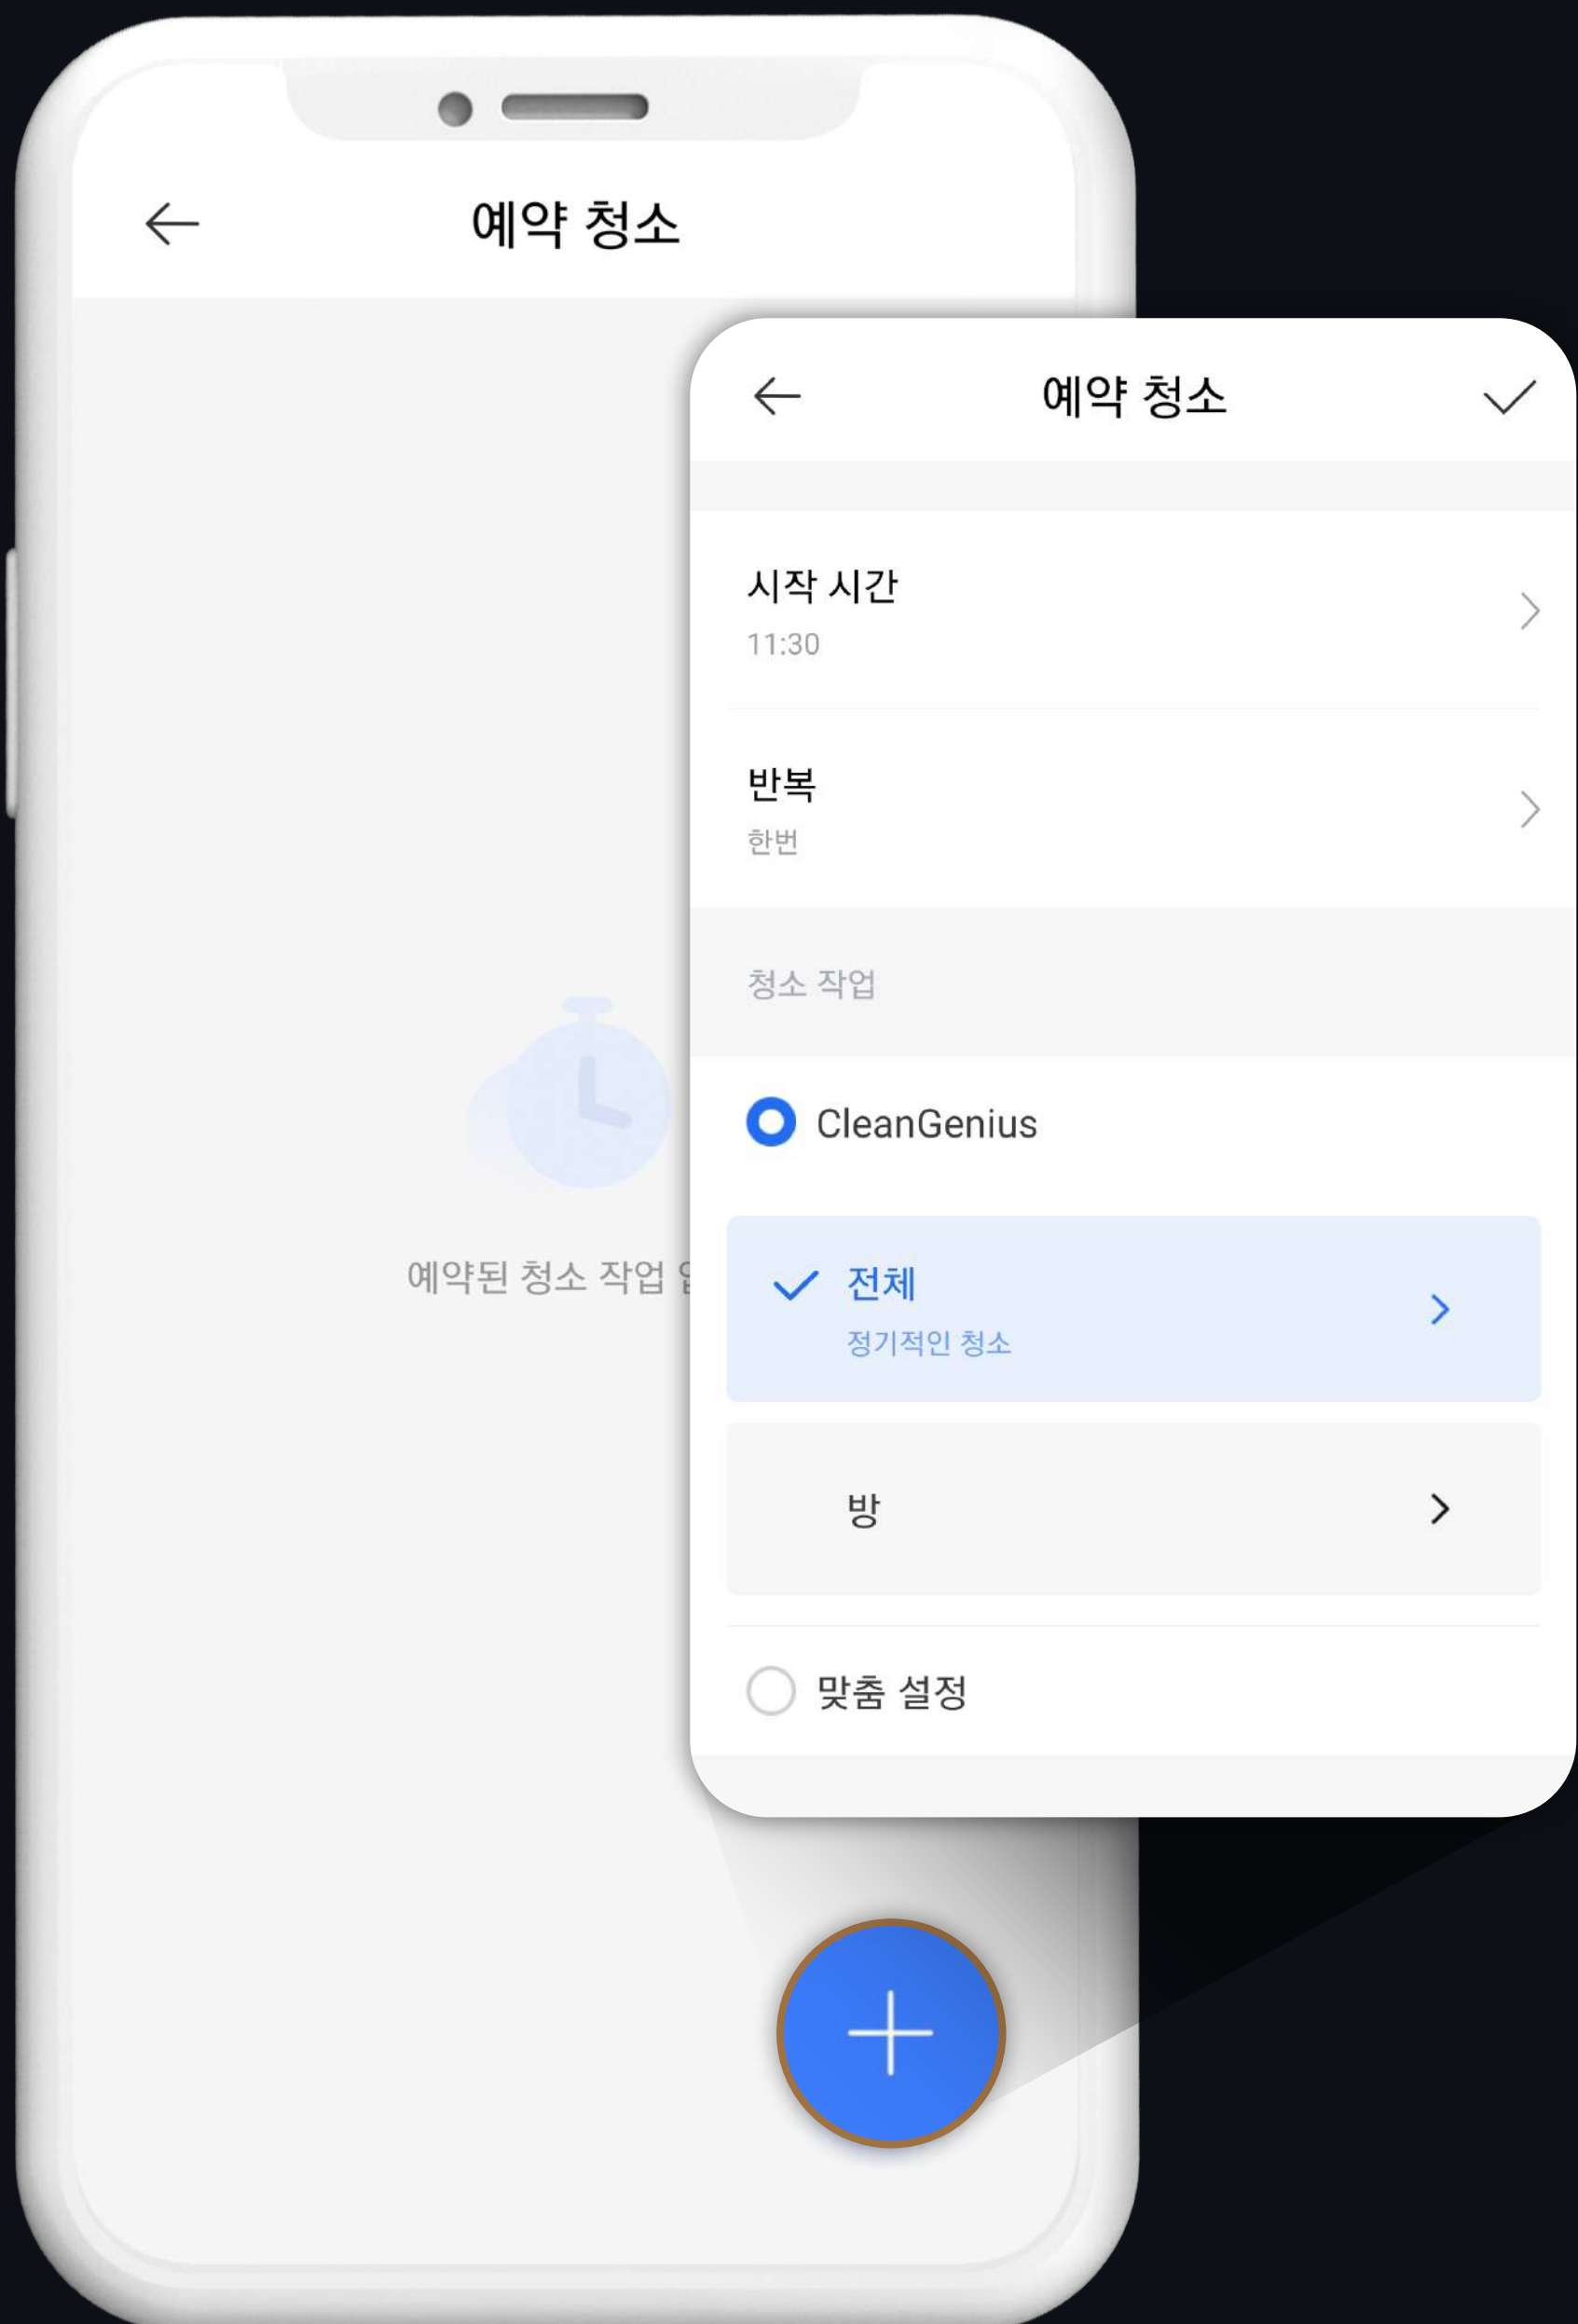 예약 청소
예약된 청소 작업
예약 청소
시작 시간
11:30
반복
한번
청소 작업
CleanGenius
전체
정기적인 청소
방
맞춤 설정